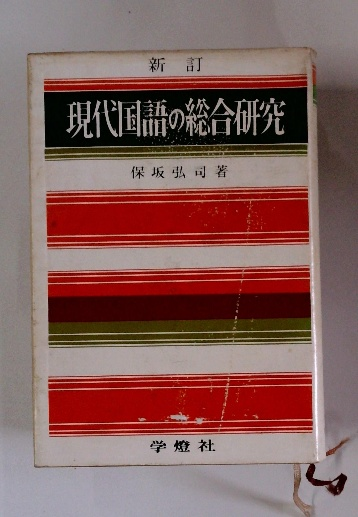 新訂
現代国語の総合研究
保坂弘司著
学燈社